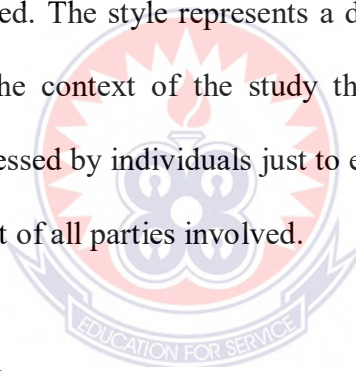 ed. The style represents a d
he context of the study th
essed by individuals just to e
t of all parties involved.
EDUCATION FOR SERVICE